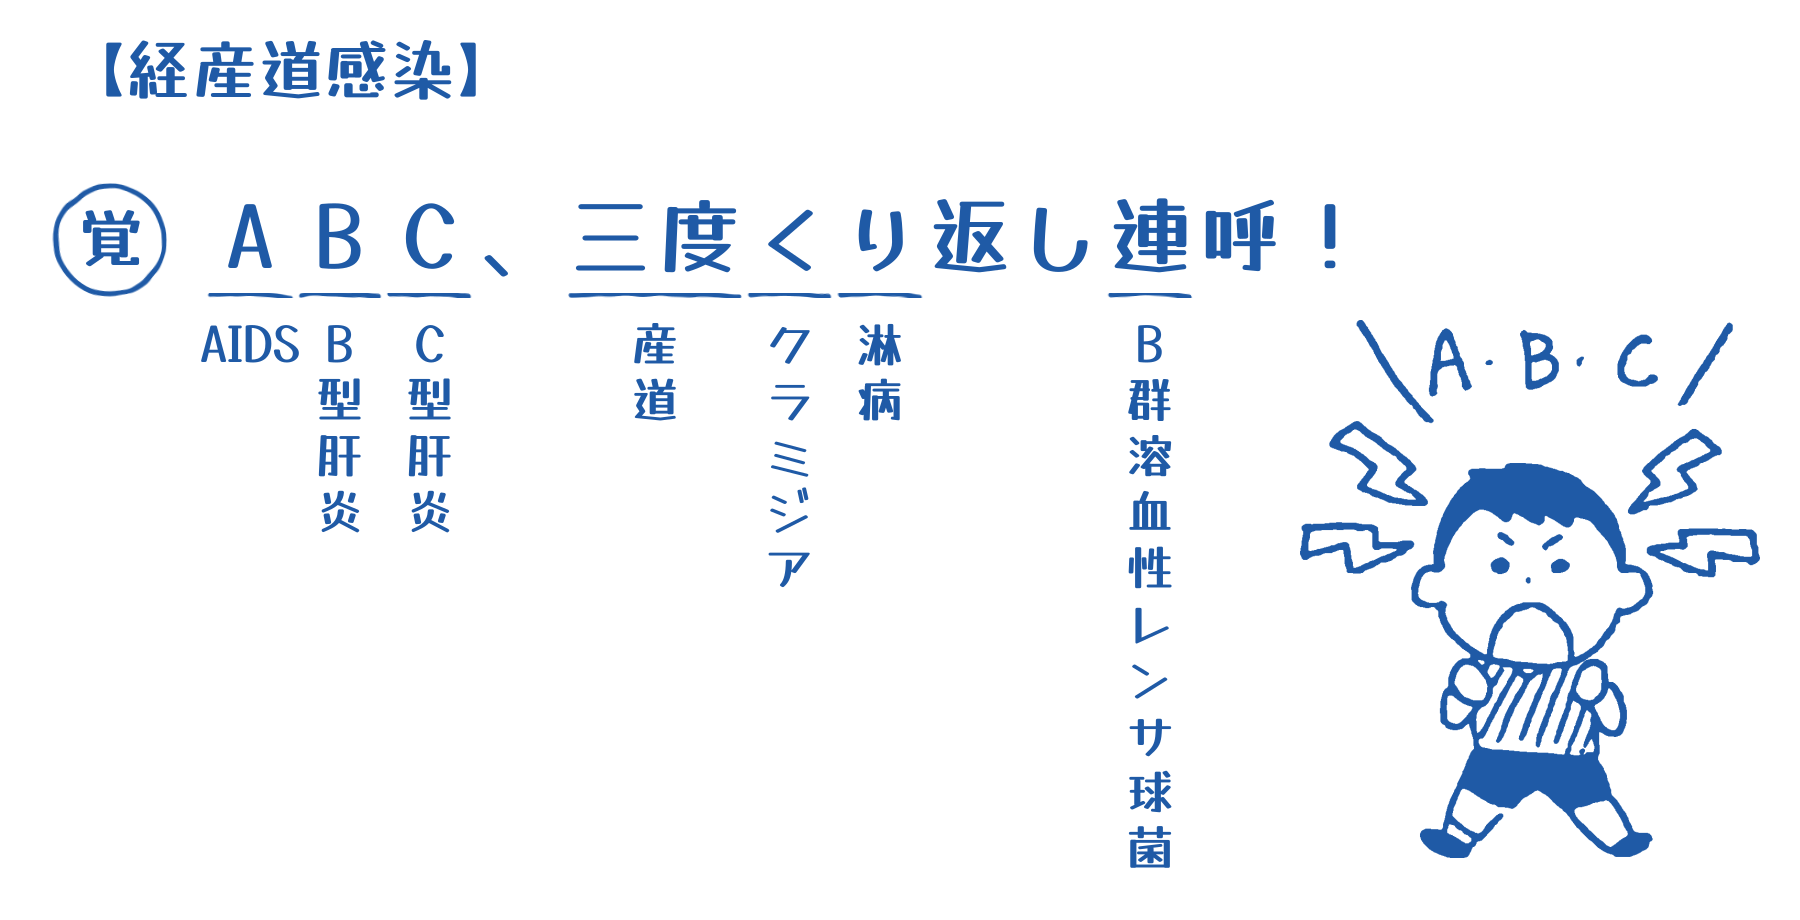 【経産道感染】
覚 ABC、三度くり返し連呼！
AIDS
B型肝炎
C型肝炎
産道
クラミジア
淋病
B群溶血性レンサ球菌
A・B・C